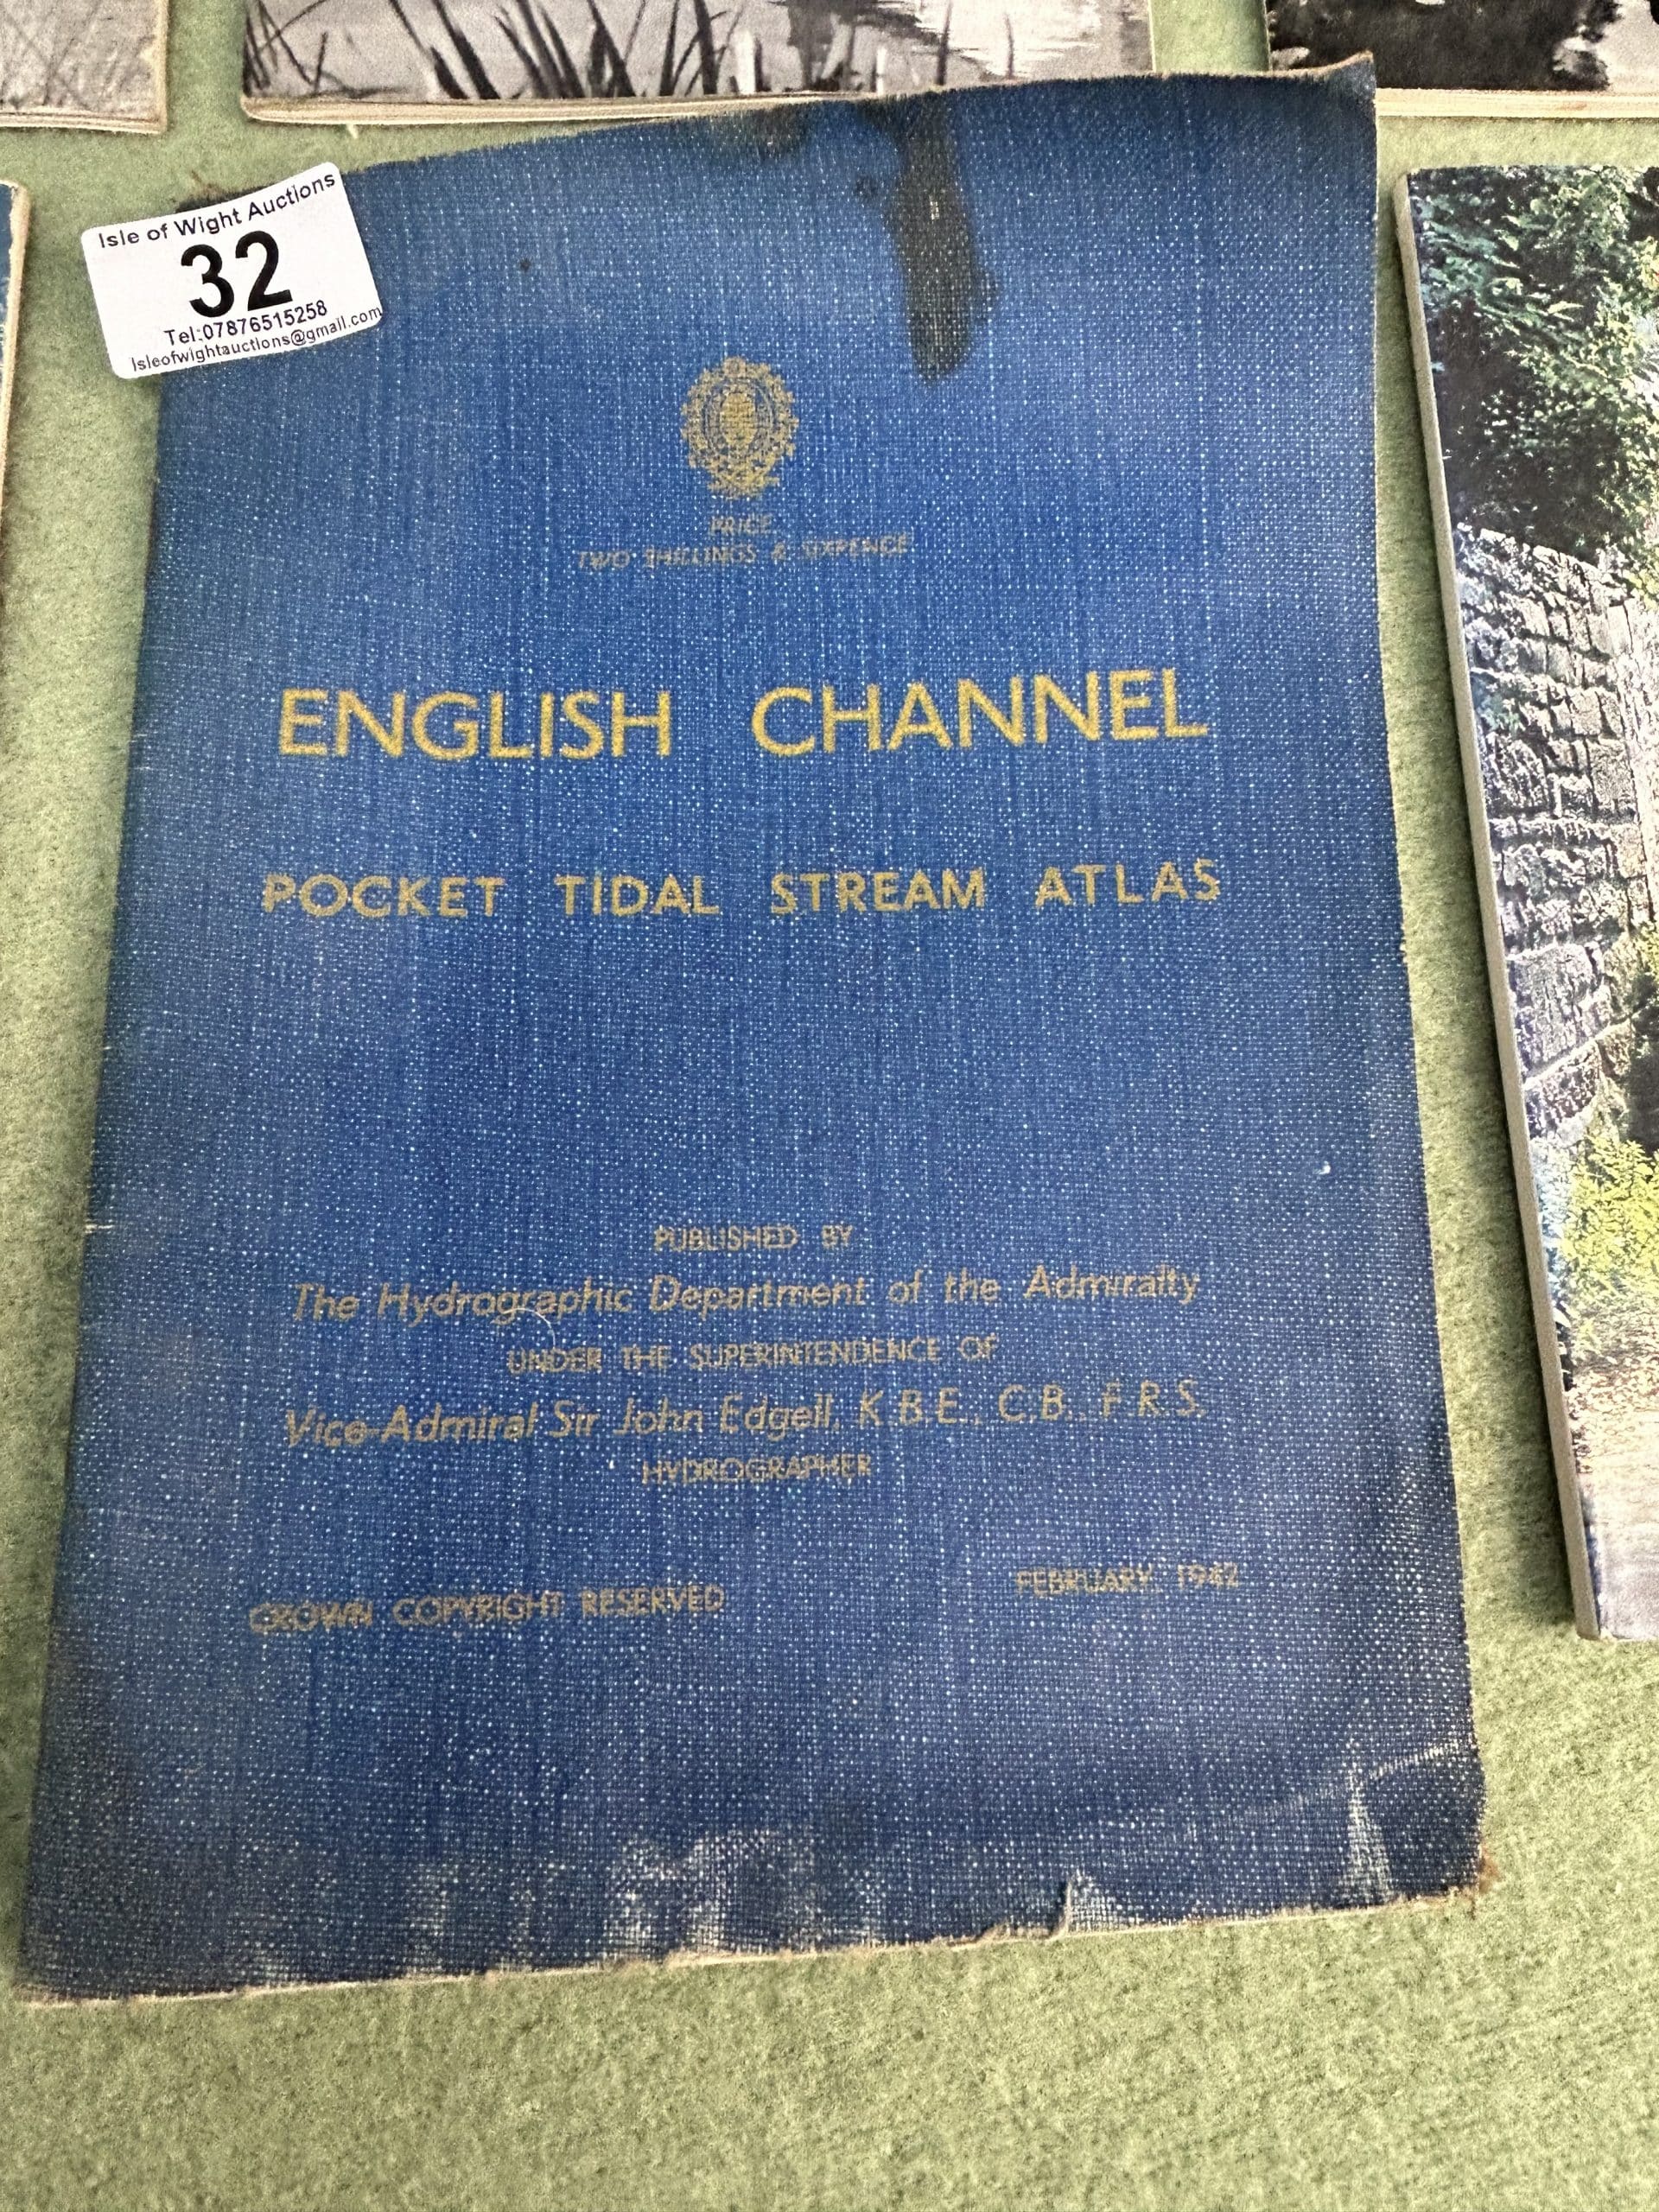 Isle of Wight Auctions
32
Tel:07876515258
Isleofwightauctions@gmail.com
PRICE
TWO SHILLINGS & SIXPENCE
ENGLISH CHANNEL
POCKET TIDAL STREAM ATLAS
PUBLISHED BY
The Hydrographic Department of the Admiralty
UNDER THE SUPERINTENDENCE OF
Vice-Admiral Sir John Edgell, K.B.E., C.B., F.R.S.
HYDROGRAPHER
CROWN COPYRIGHT RESERVED
FEBRUARY, 1942